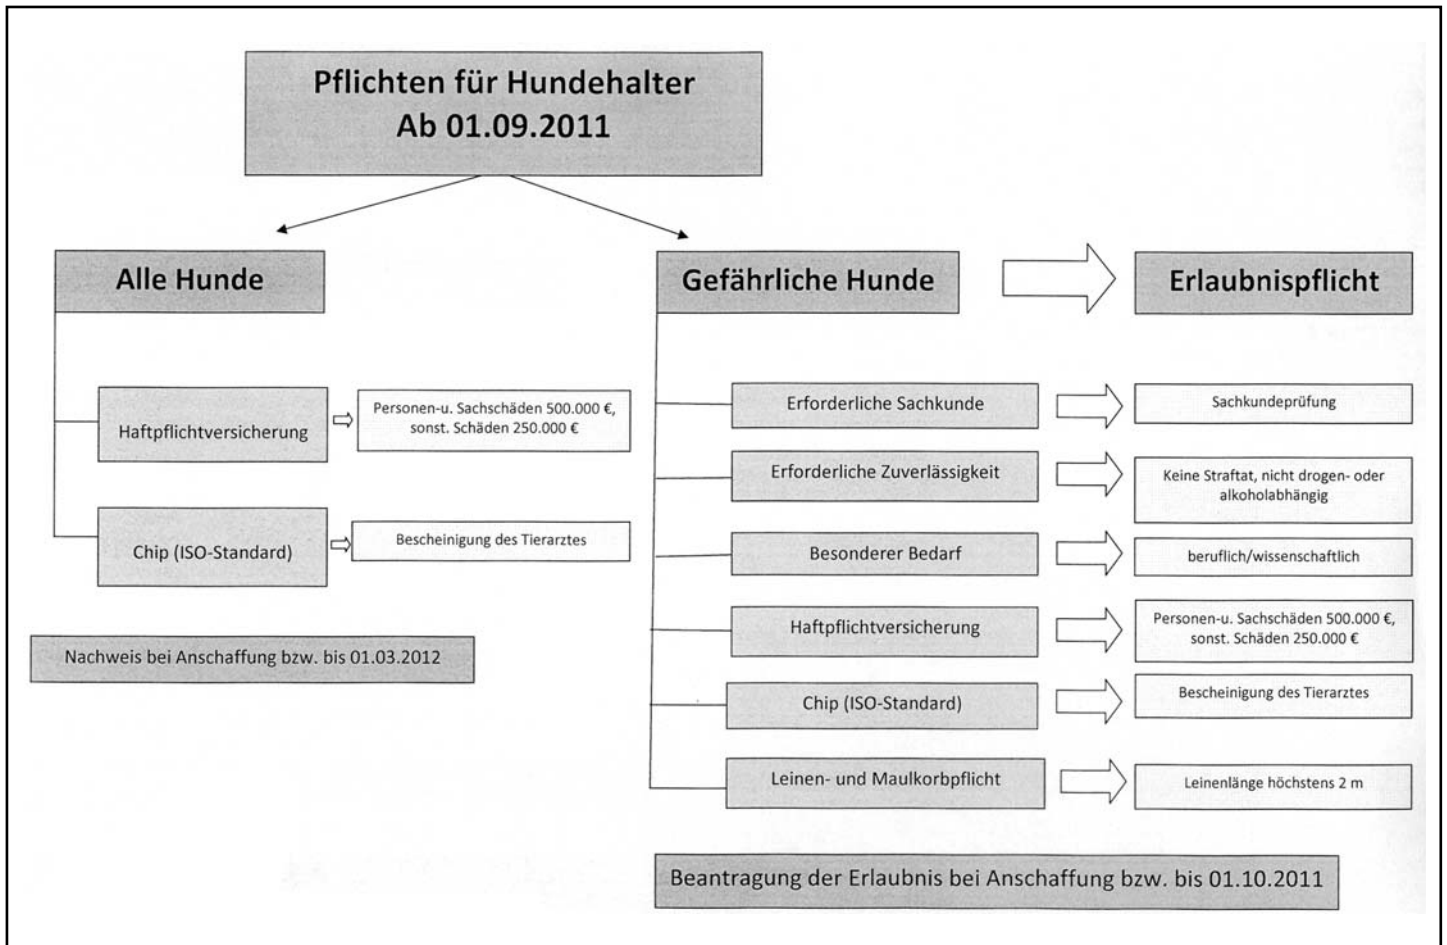 Pflichten für Hundehalter
Ab 01.09.2011
Alle Hunde
Haftpflichtversicherung
Personen-u. Sachschäden 500.000 €,
sonst. Schäden 250.000 €
Chip (ISO-Standard)
Bescheinigung des Tierarztes
Nachweis bei Anschaffung bzw. bis 01.03.2012
Gefährliche Hunde
Erlaubnispflicht
Erforderliche Sachkunde
Sachkundeprüfung
Erforderliche Zuverlässigkeit
Keine Straftat, nicht drogen- oder
alkoholabhängig
Besonderer Bedarf
beruflich/wissenschaftlich
Haftpflichtversicherung
Personen-u. Sachschäden 500.000 €,
sonst. Schäden 250.000 €
Chip (ISO-Standard)
Bescheinigung des Tierarztes
Leinen- und Maulkorbpflicht
Leinenlänge höchstens 2 m
Beantragung der Erlaubnis bei Anschaffung bzw. bis 01.10.2011